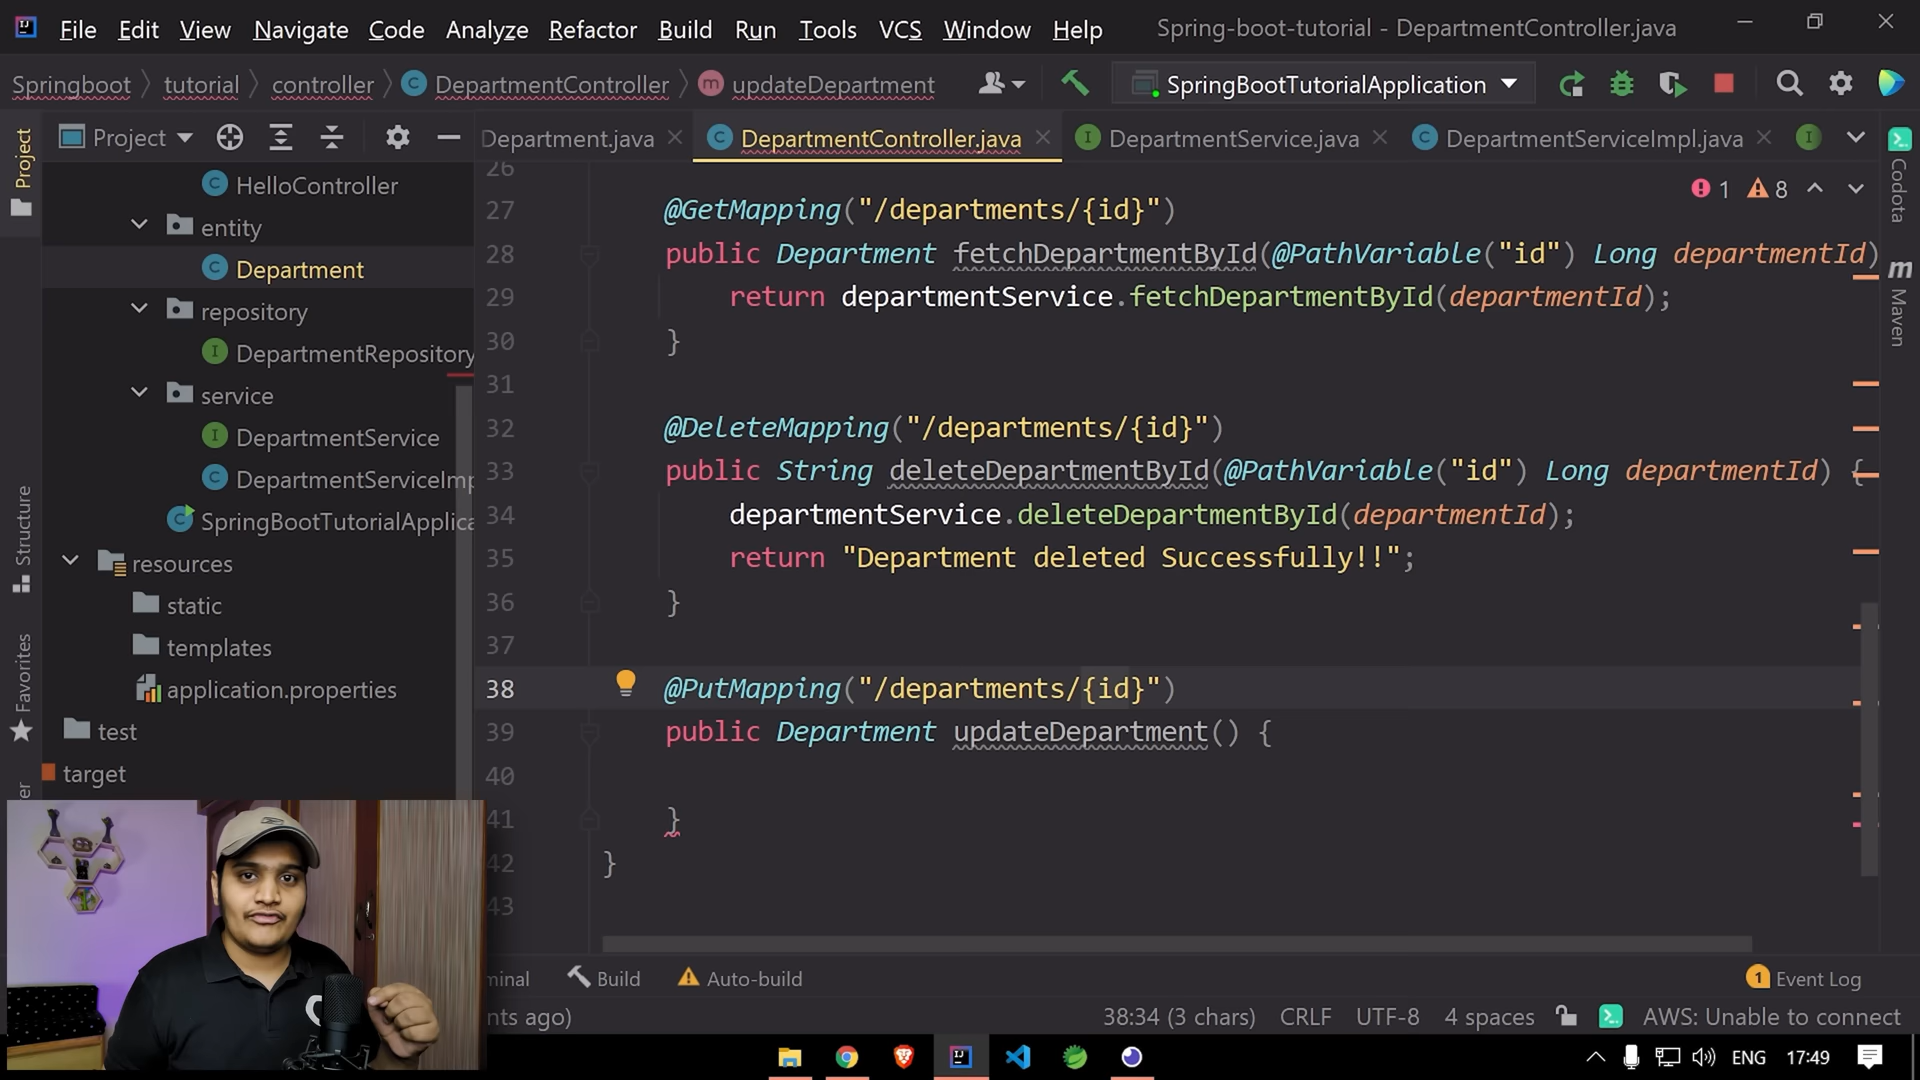 File Edit View Navigate Code Analyze Refactor Build Run Tools VCS Window Help Spring-boot-tutorial - DepartmentController.java
Springboot tutorial controller DepartmentController updateDepartment SpringBootTutorialApplication
Project Department.java DepartmentController.java DepartmentService.java DepartmentServiceImpl.java
1 8
Project
Structure
Favorites
HelloController
entity
Department
repository
DepartmentRepository
service
DepartmentService
DepartmentServiceImp
SpringBootTutorialApplica
resources
static
templates
application.properties
test
target
26
27 @GetMapping("/departments/{id}")
28 public Department fetchDepartmentById(@PathVariable("id") Long departmentId)
29 return departmentService.fetchDepartmentById(departmentId);
30 }
31
32 @DeleteMapping("/departments/{id}")
33 public String deleteDepartmentById(@PathVariable("id") Long departmentId) {
34 departmentService.deleteDepartmentById(departmentId);
35 return "Department deleted Successfully!!";
36 }
37
38 @PutMapping("/departments/{id}")
39 public Department updateDepartment() {
40
41 }
42 }
43
Codota
Maven
minal Build Auto-build 1 Event Log
nts ago) 38:34 (3 chars) CRLF UTF-8 4 spaces AWS: Unable to connect
ENG 17:49